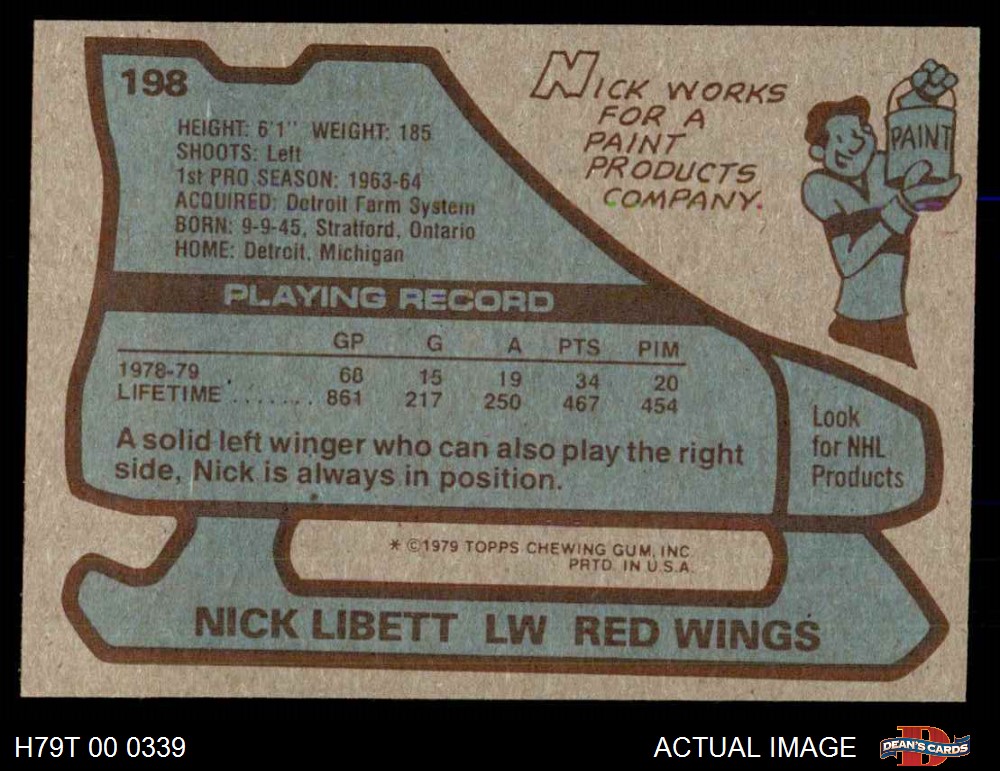 198
HEIGHT: 6'1" WEIGHT: 185
SHOOTS: Left
1st PRO SEASON: 1963-64
ACQUIRED: Detroit Farm System
BORN: 9-9-45, Stratford, Ontario
HOME: Detroit, Michigan
NICK WORKS
FOR A
PAINT
PRODUCTS
COMPANY.
PAINT
PLAYING RECORD
GP G A PTS PIM
1978-79 68 15 19 34 20
LIFETIME ........ 861 217 250 467 454
A solid left winger who can also play the right
side, Nick is always in position.
Look
for NHL
Products
* ©1979 TOPPS CHEWING GUM, INC
PRTD. IN U.S.A.
NICK LIBETT LW RED WINGS
H79T 00 0339
ACTUAL IMAGE
D
DEAN'S CARDS